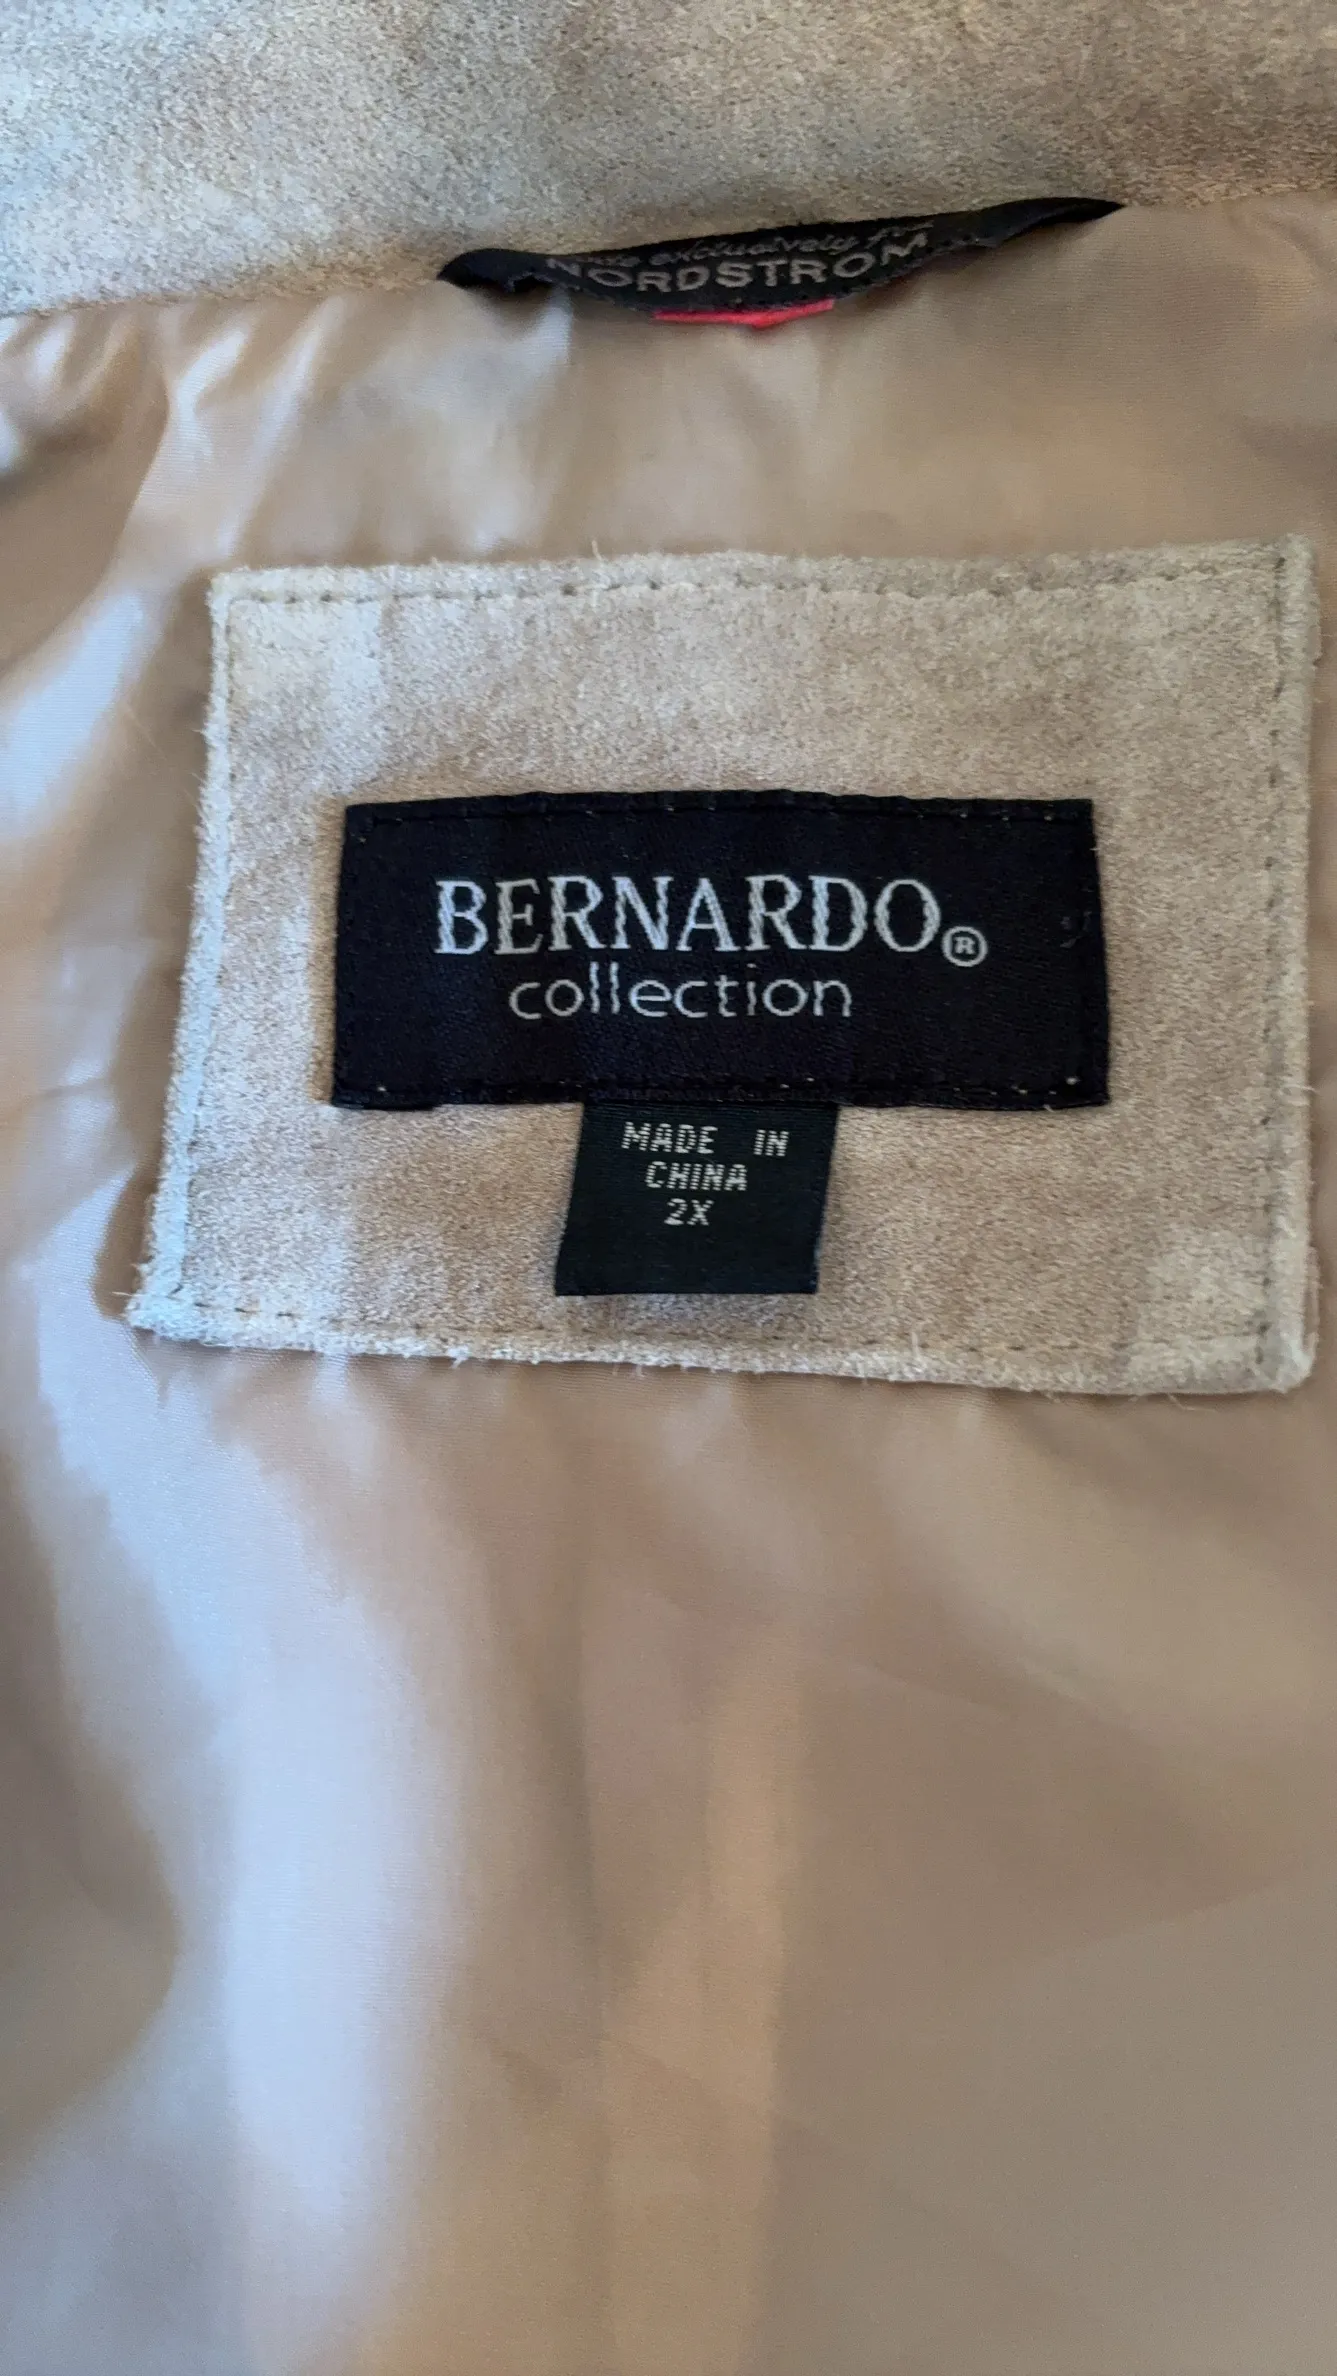 exclusively for
NORDSTROM
BERNARDO®
collection
MADE IN
CHINA
2X